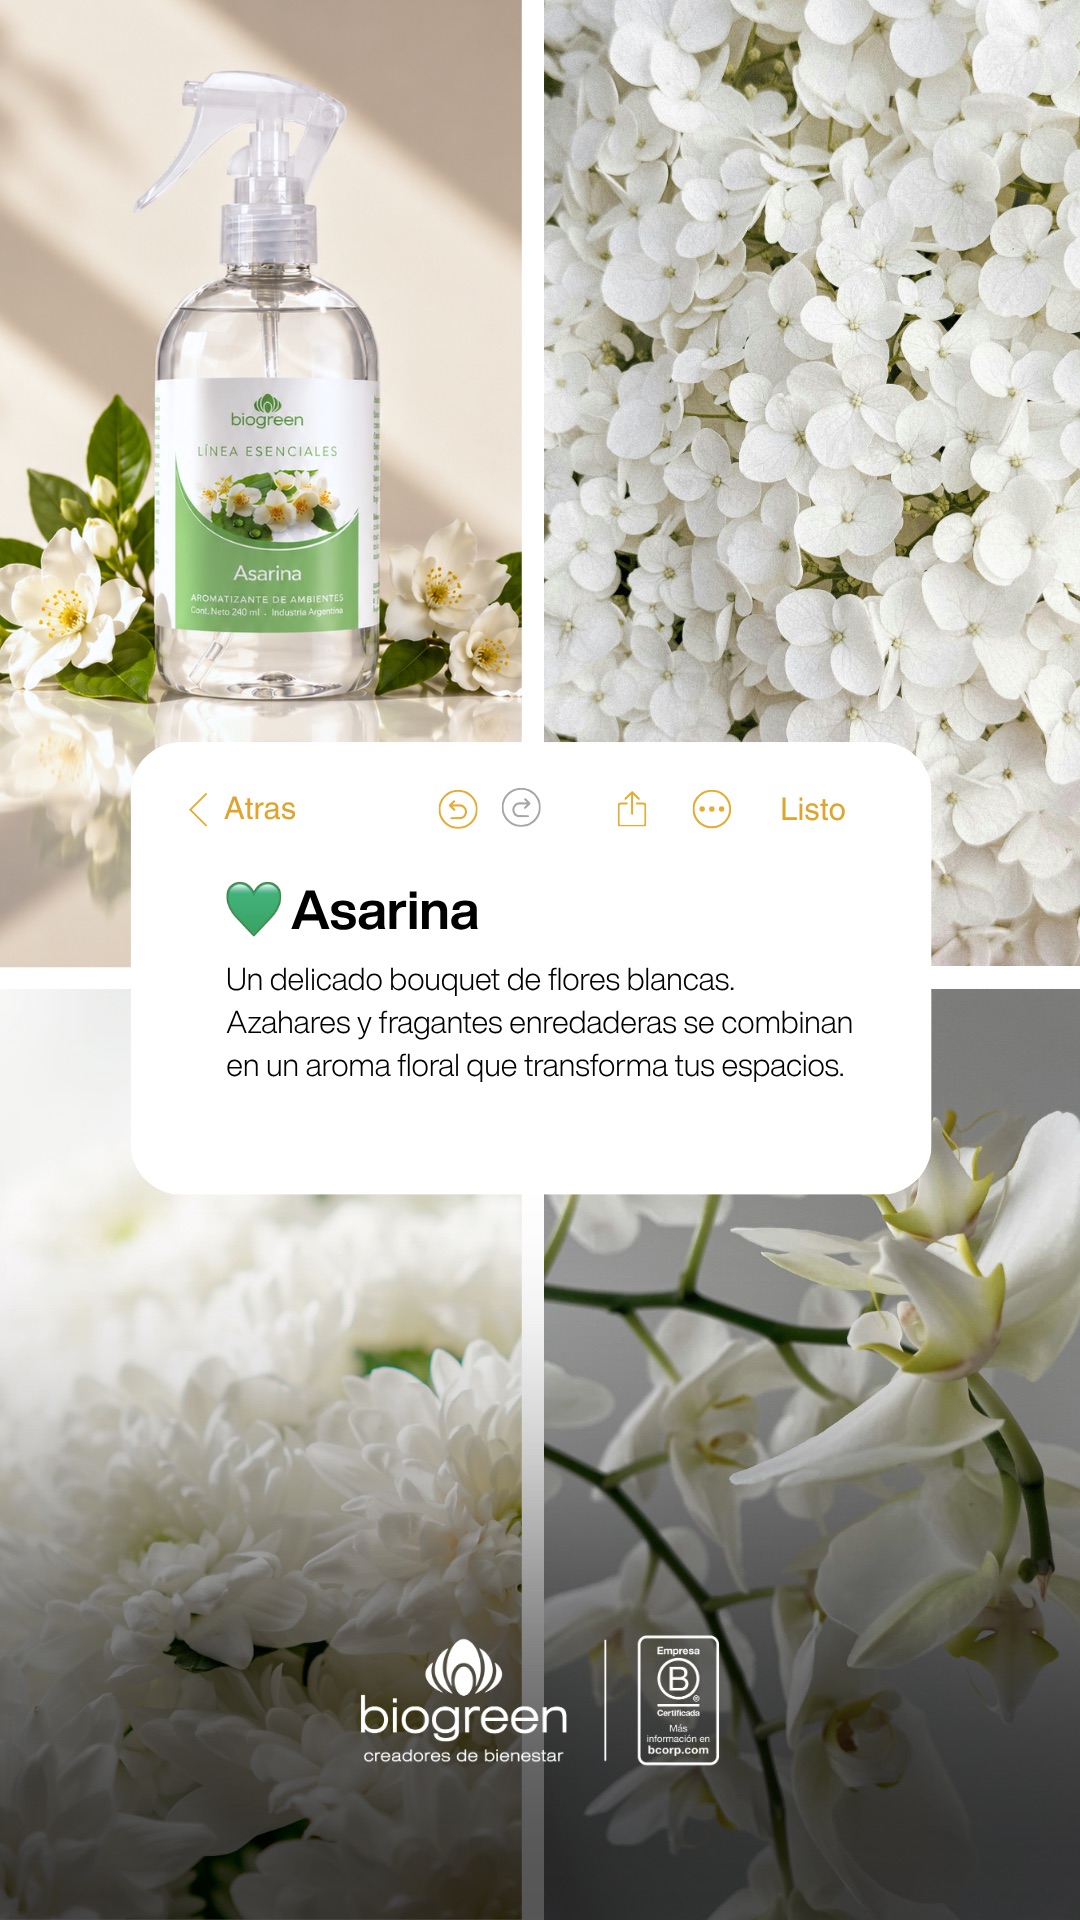 biogreen
LÍNEA ESENCIALES
Asarina
AROMATIZANTE DE AMBIENTES
Cont. Neto 240 ml . Industria Argentina
Atras
Listo
💚 Asarina
Un delicado bouquet de flores blancas.
Azahares y fragantes enredaderas se combinan
en un aroma floral que transforma tus espacios.
biogreen
creadores de bienestar
Empresa
B
®
Certificada
Más
información en
bcorp.com